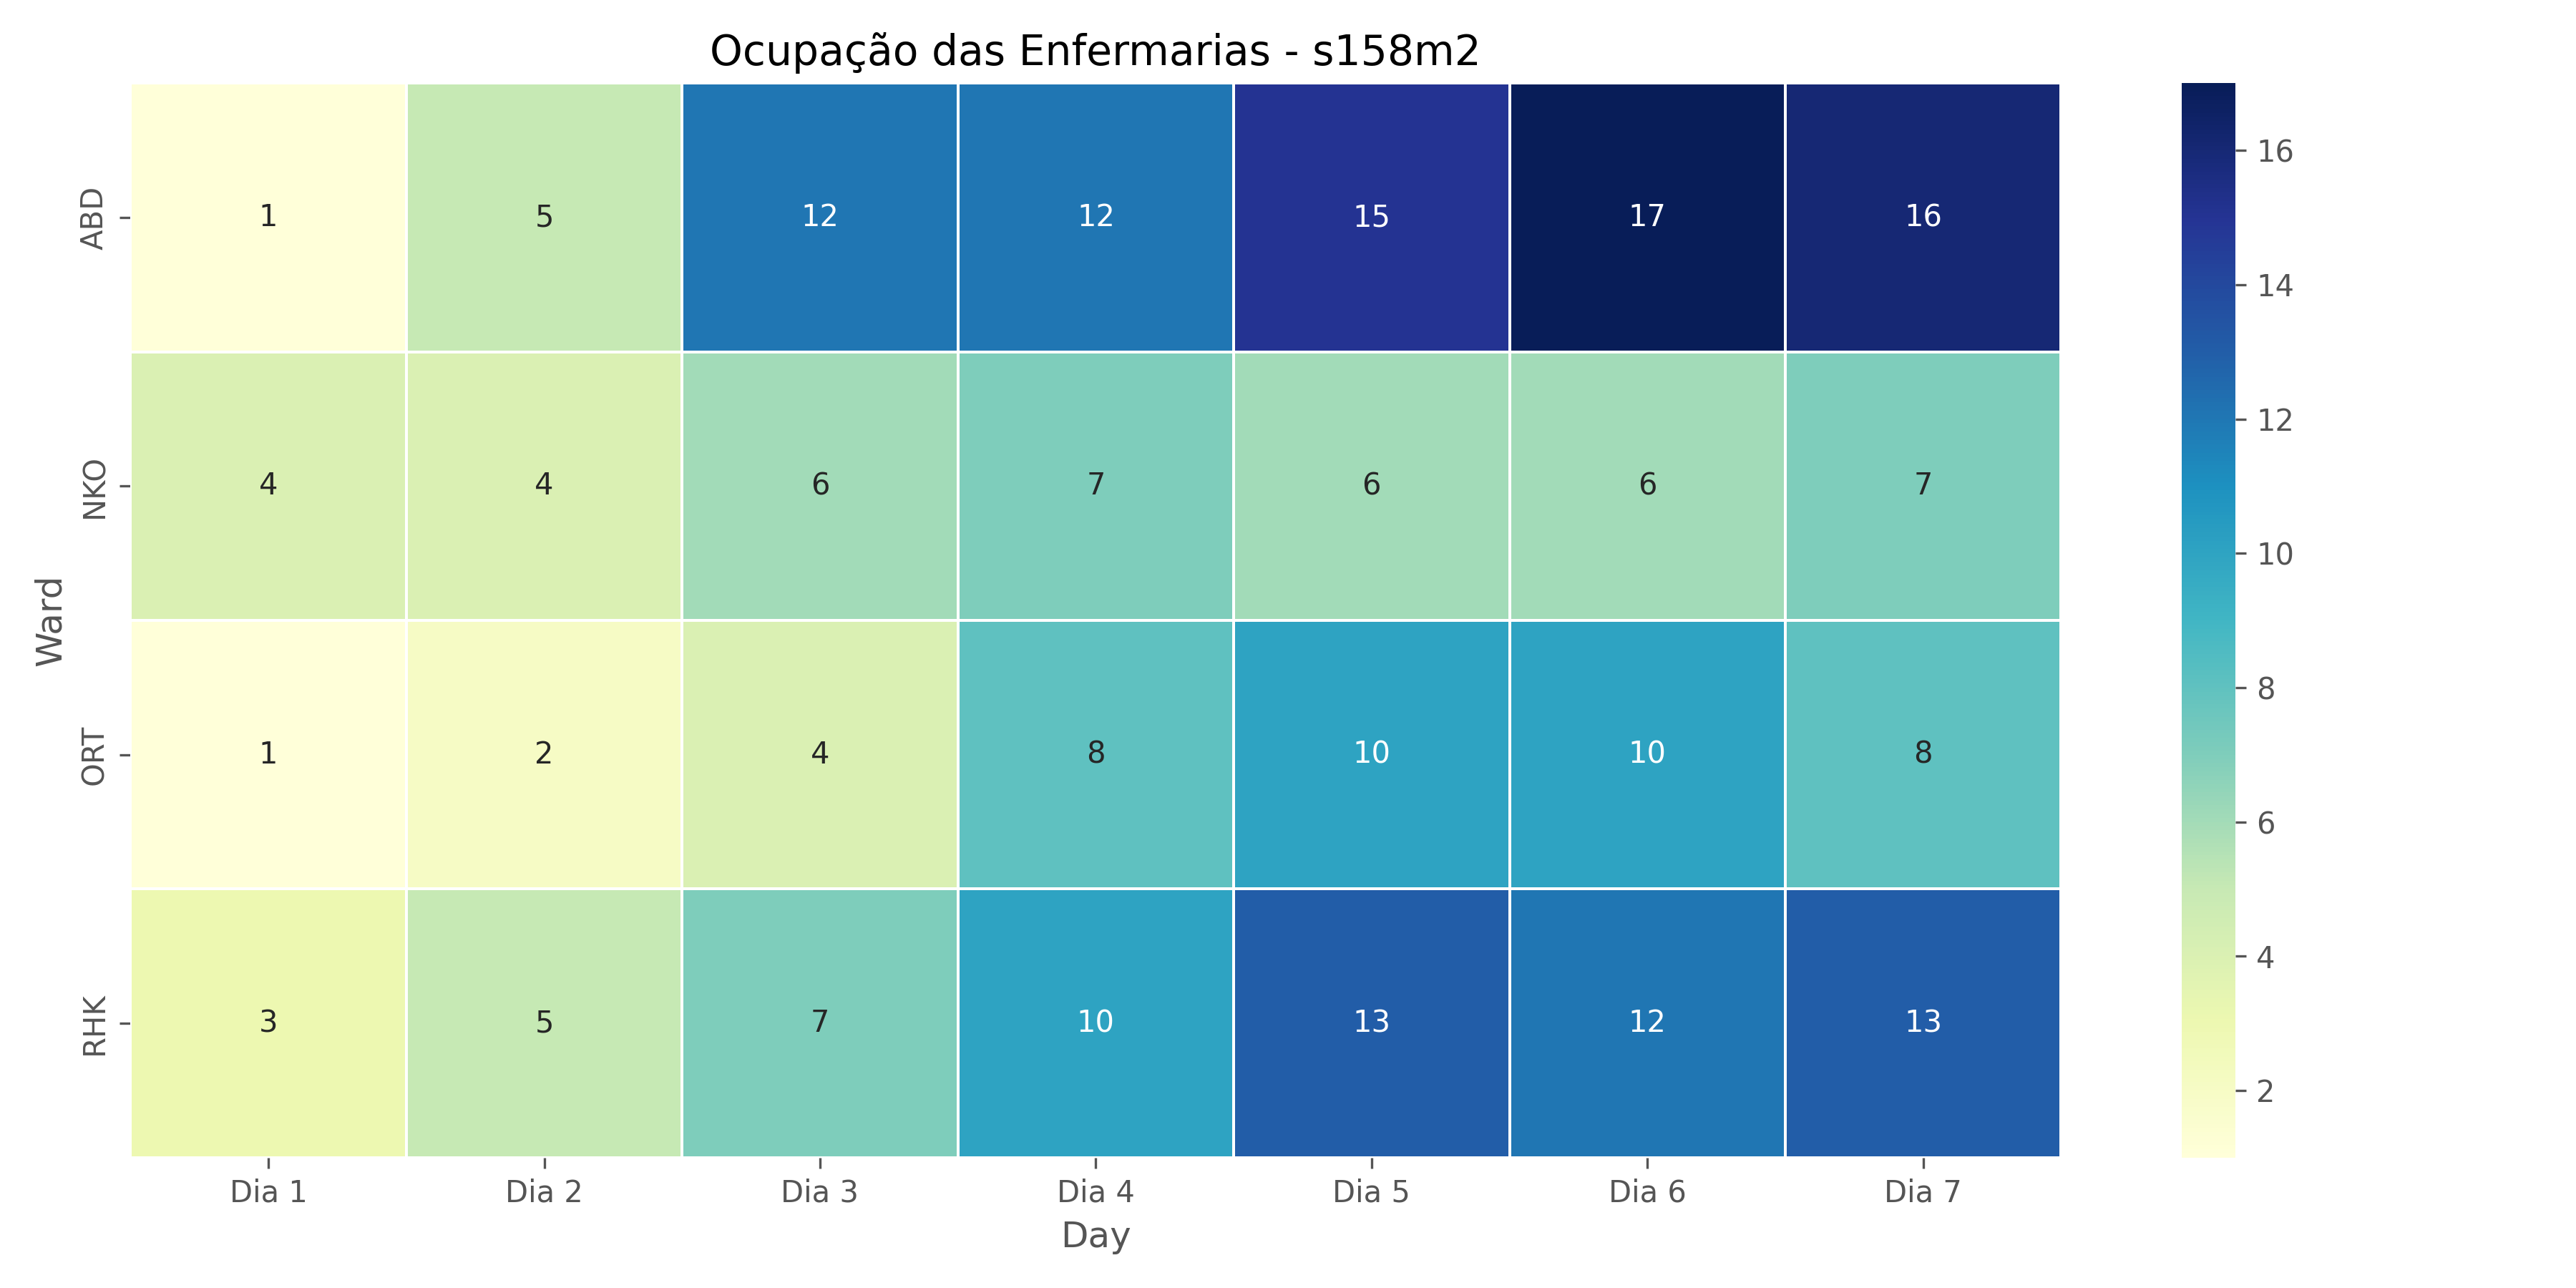 Ocupação das Enfermarias - s158m2
Ward
ABD 1 5 12 12 15 17 16
NKO 4 4 6 7 6 6 7
ORT 1 2 4 8 10 10 8
RHK 3 5 7 10 13 12 13
Dia 1 Dia 2 Dia 3 Dia 4 Dia 5 Dia 6 Dia 7
Day
16
14
12
10
8
6
4
2